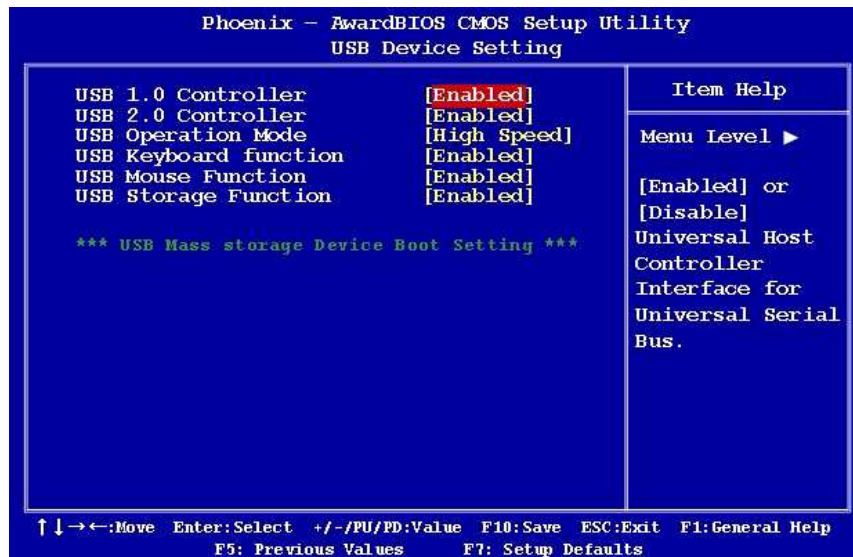 Phoenix – AwardBIOS CMOS Setup Utility
USB Device Setting
USB 1.0 Controller [Enabled]
USB 2.0 Controller [Enabled]
USB Operation Mode [High Speed]
USB Keyboard function [Enabled]
USB Mouse Function [Enabled]
USB Storage Function [Enabled]
*** USB Mass storage Device Boot Setting ***
Item Help
Menu Level ▶
[Enabled] or
[Disable]
Universal Host
Controller
Interface for
Universal Serial
Bus.
↑↓→←:Move Enter:Select +/-/PU/PD:Value F10:Save ESC:Exit F1:General Help
F5: Previous Values F7: Setup Defaults